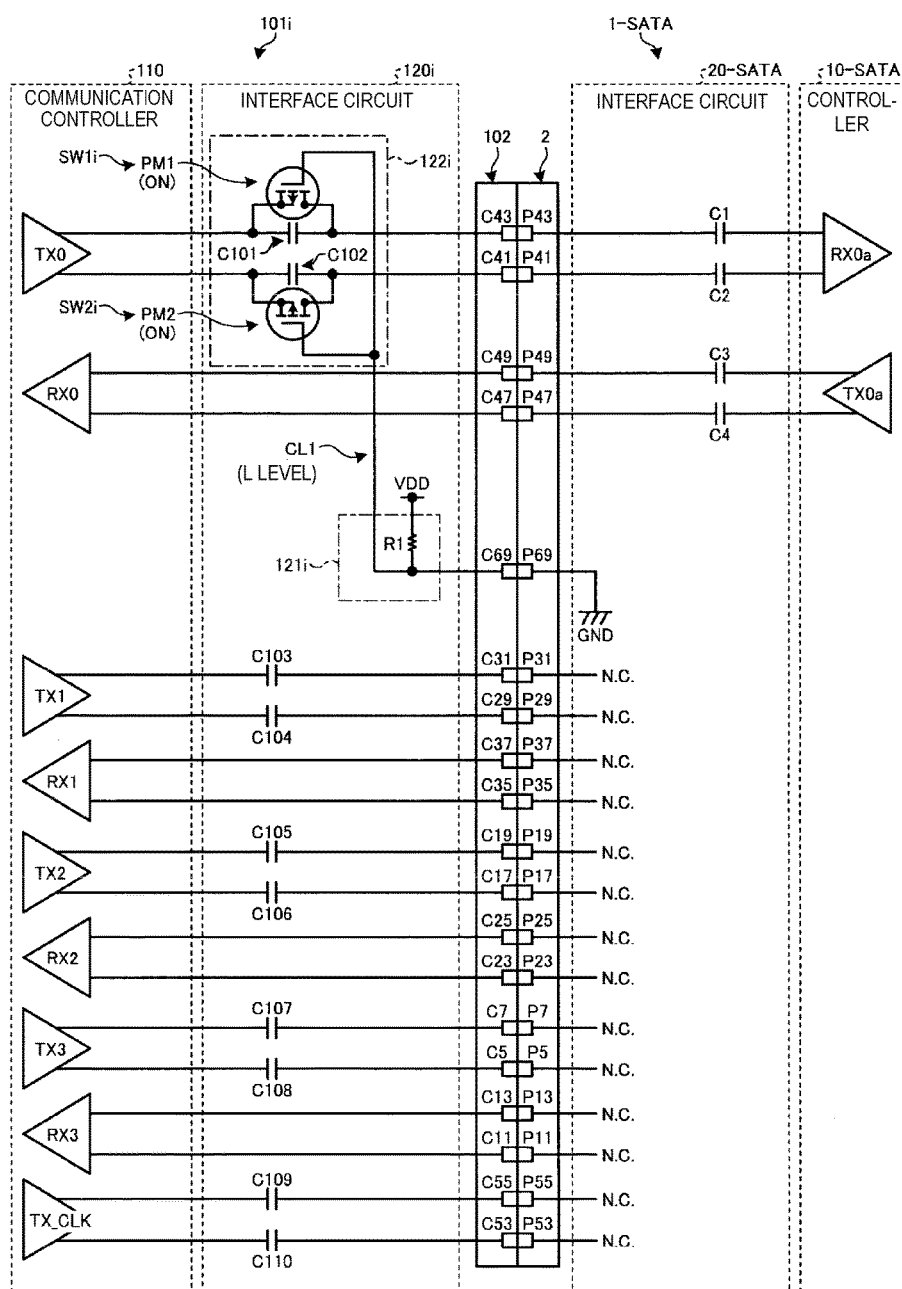 101i
1-SATA
110
120i
20-SATA
10-SATA
COMMUNICATION
CONTROLLER
INTERFACE CIRCUIT
INTERFACE CIRCUIT
CONTROL-
LER
SW1i
PM1
(ON)
122i
102
2
TX0
C101
C102
C43 P43
C1
C41 P41
C2
RX0a
SW2i
PM2
(ON)
RX0
C49 P49
C3
C47 P47
C4
TX0a
CL1
(L LEVEL)
VDD
R1
121i
C69 P69
GND
TX1
C103
C31 P31
N.C.
C104
C29 P29
N.C.
RX1
C37 P37
N.C.
C35 P35
N.C.
TX2
C105
C19 P19
N.C.
C106
C17 P17
N.C.
RX2
C25 P25
N.C.
C23 P23
N.C.
TX3
C107
C7 P7
N.C.
C108
C5 P5
N.C.
RX3
C13 P13
N.C.
C11 P11
N.C.
TX_CLK
C109
C55 P55
N.C.
C110
C53 P53
N.C.